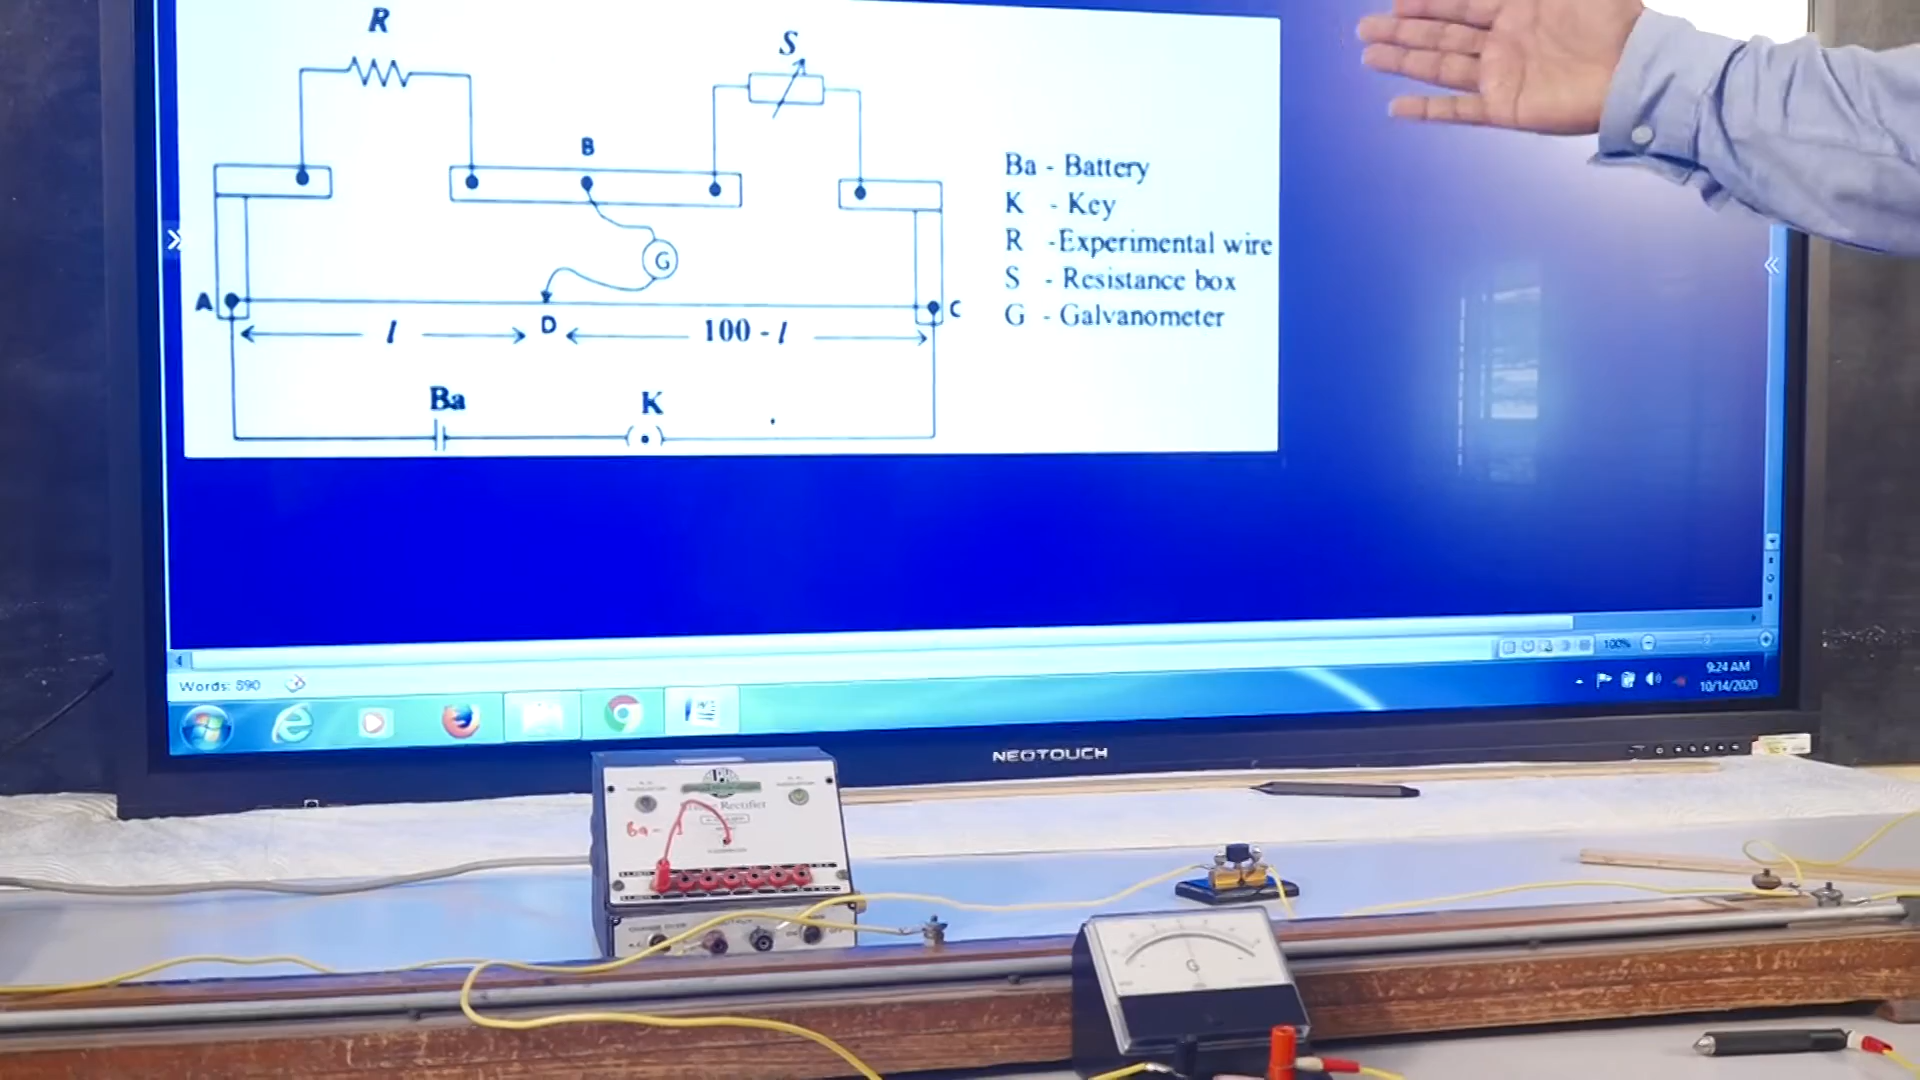 R
S
B
Ba - Battery
K - Key
R - Experimental wire
S - Resistance box
G - Galvanometer
G
A
C
l
D
100 - l
Ba
K
Words: 890
100%
9:24 AM
10/14/2020
NEOTOUCH
Rectifier
Ba -
G